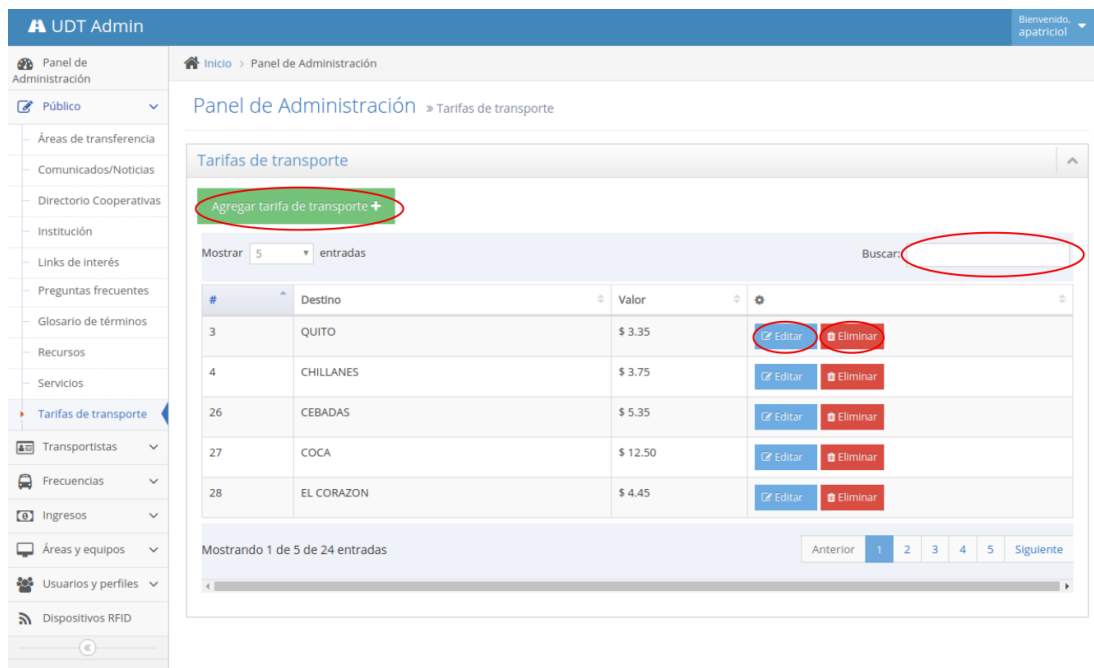 UDT Admin
Bienvenido,
apatriciol
Panel de
Administración
Público
Áreas de transferencia
Comunicados/Noticias
Directorio Cooperativas
Institución
Links de interés
Preguntas frecuentes
Glosario de términos
Recursos
Servicios
Tarifas de transporte
Transportistas
Frecuencias
Ingresos
Áreas y equipos
Usuarios y perfiles
Dispositivos RFID
Inicio > Panel de Administración
Panel de Administración » Tarifas de transporte
Tarifas de transporte
Agregar tarifa de transporte +
Mostrar 5 entradas
Buscar:
# Destino Valor
3 QUITO $ 3.35 Editar Eliminar
4 CHILLANES $ 3.75 Editar Eliminar
26 CEBADAS $ 5.35 Editar Eliminar
27 COCA $ 12.50 Editar Eliminar
28 EL CORAZON $ 4.45 Editar Eliminar
Mostrando 1 de 5 de 24 entradas
Anterior 1 2 3 4 5 Siguiente